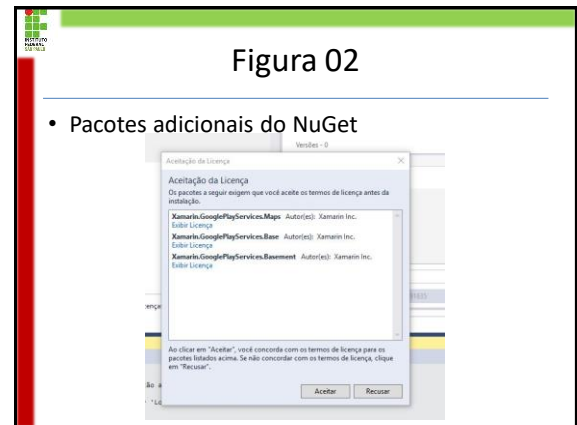 INSTITUTO
FEDERAL
SÃO PAULO
Figura 02
• Pacotes adicionais do NuGet
Versões - 0
Aceitação da Licença
Aceitação da Licença
Os pacotes a seguir exigem que você aceite os termos de licença antes da
instalação.
Xamarin.GooglePlayServices.Maps Autor(es): Xamarin Inc.
Exibir Licença
Xamarin.GooglePlayServices.Base Autor(es): Xamarin Inc.
Exibir Licença
Xamarin.GooglePlayServices.Basement Autor(es): Xamarin Inc.
Exibir Licença
Ao clicar em "Aceitar", você concorda com os termos de licença para os
pacotes listados acima. Se não concordar com os termos de licença, clique
em "Recusar".
Aceitar Recusar